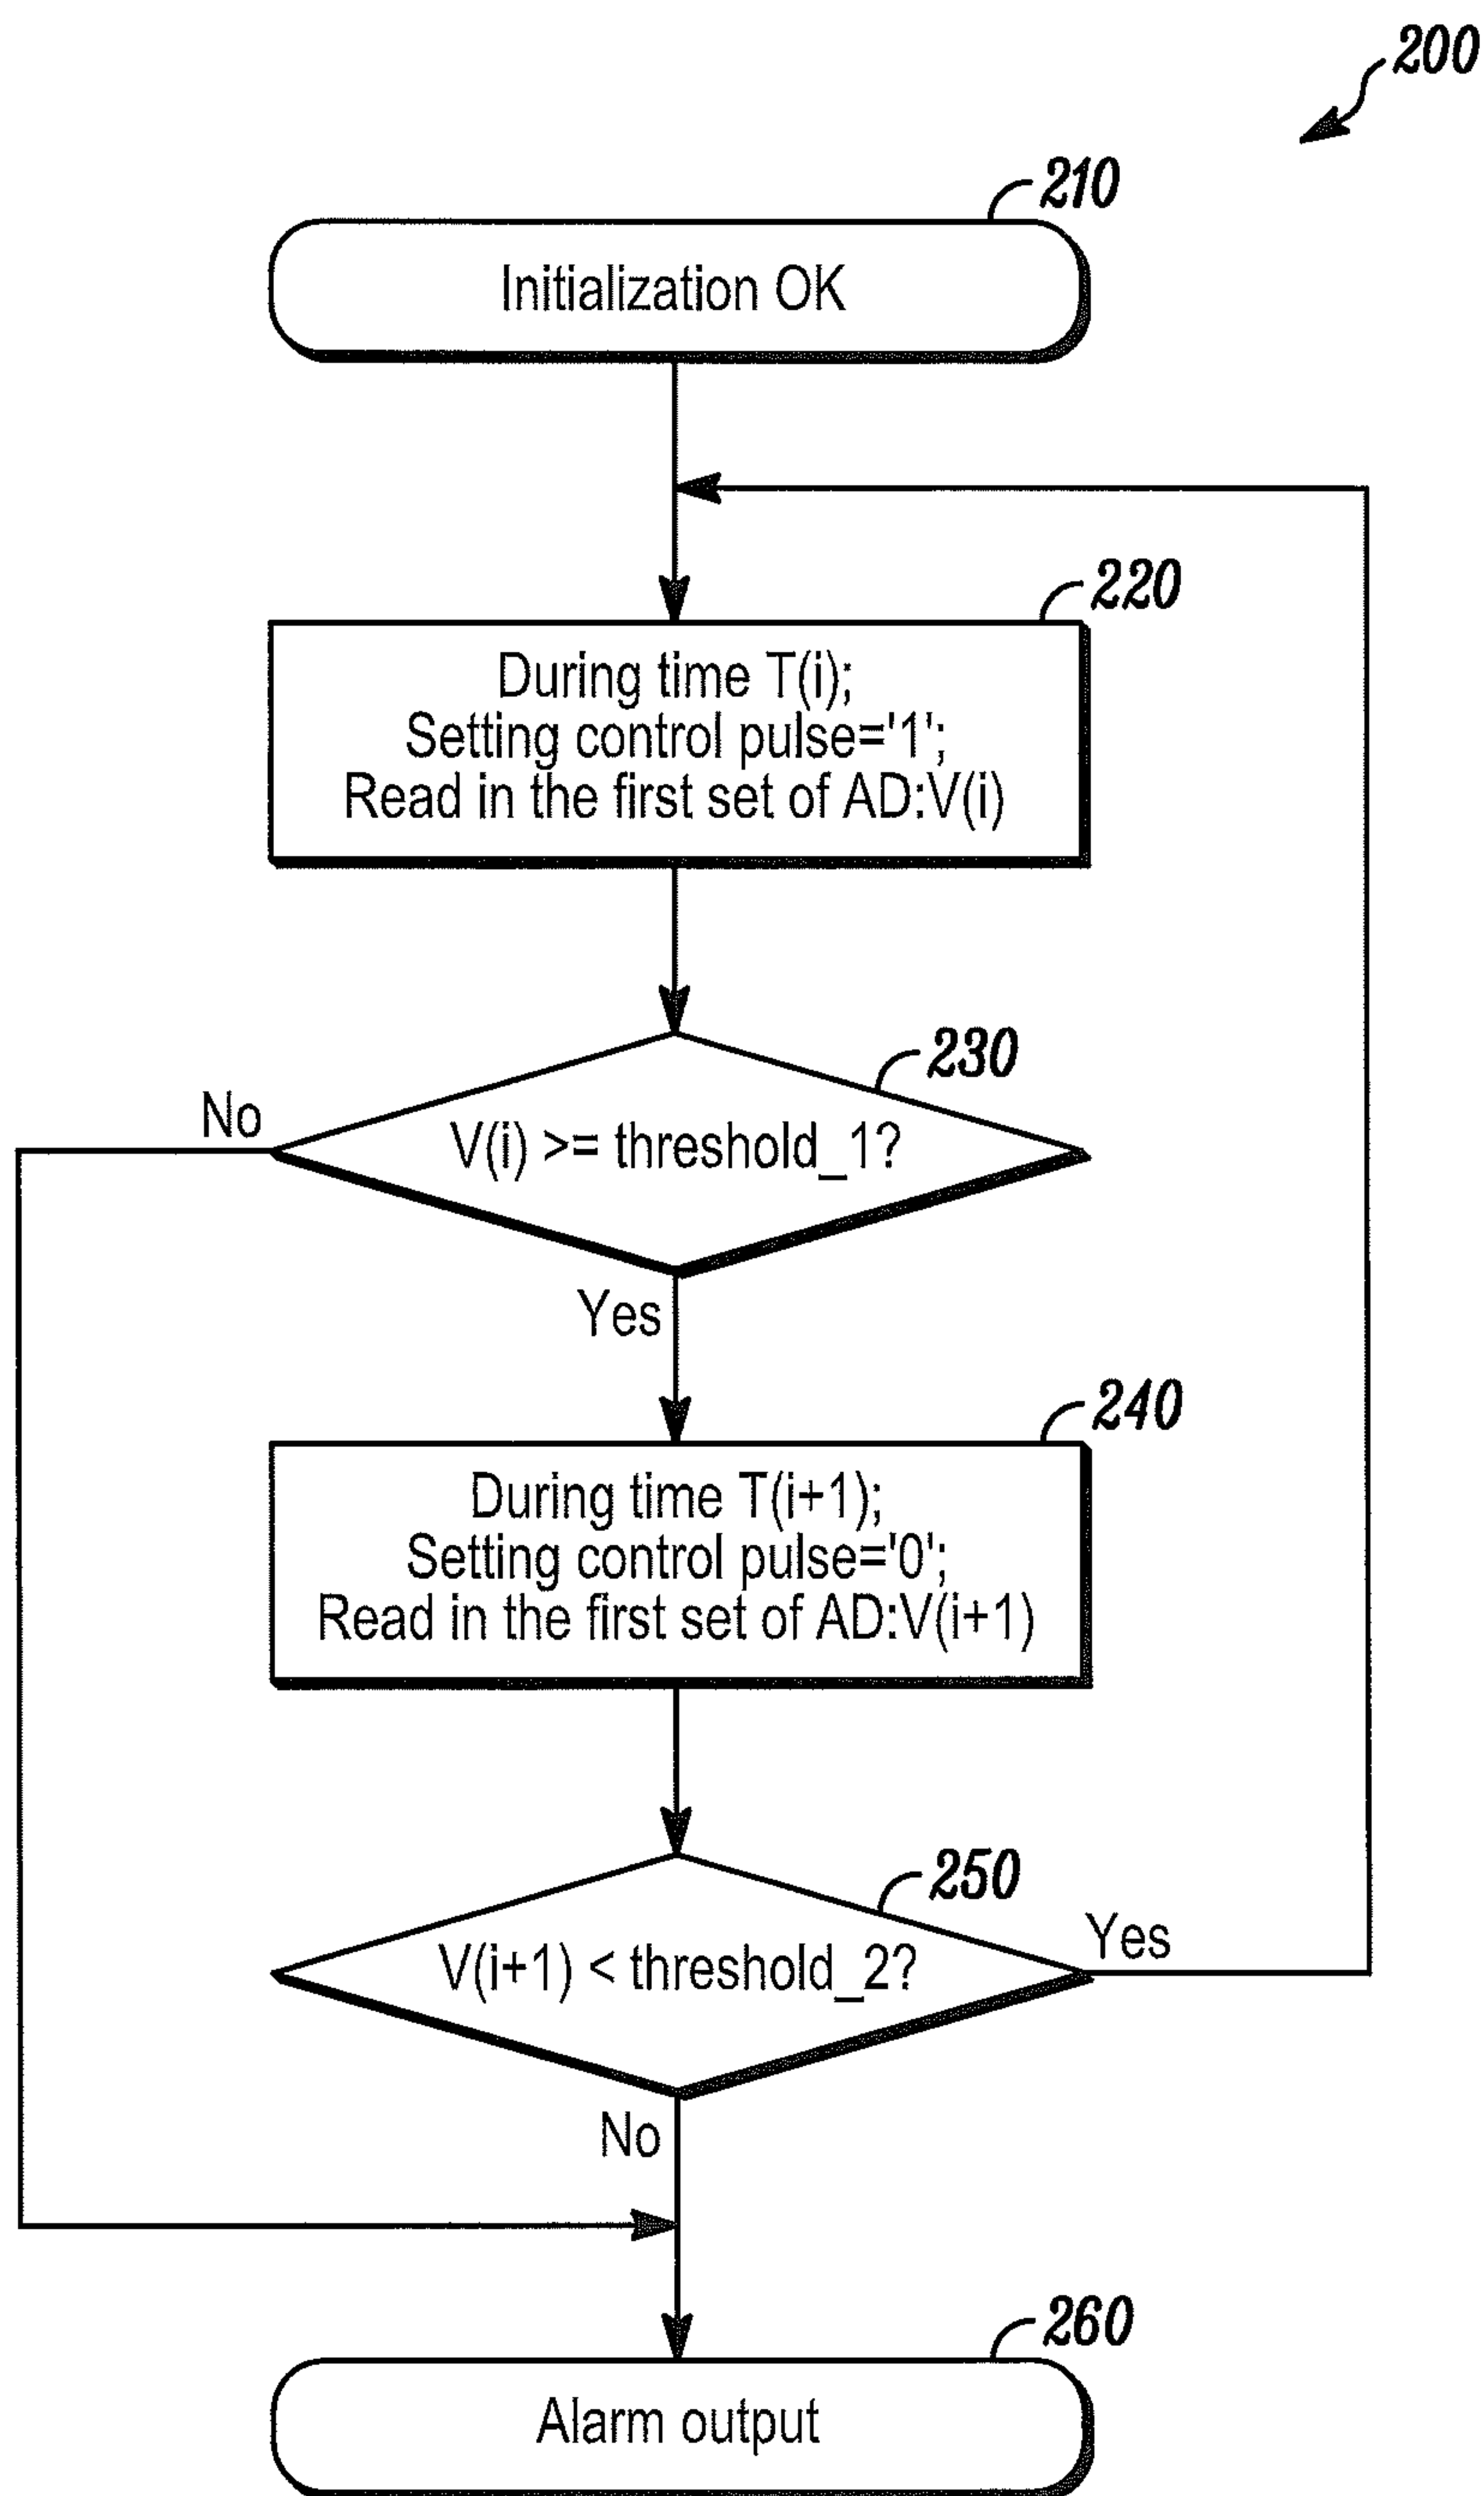 200
210
Initialization OK
220
During time T(i);
Setting control pulse='1';
Read in the first set of AD:V(i)
230
No
V(i) >= threshold_1?
Yes
240
During time T(i+1);
Setting control pulse='0';
Read in the first set of AD:V(i+1)
250
Yes
V(i+1) < threshold_2?
No
260
Alarm output